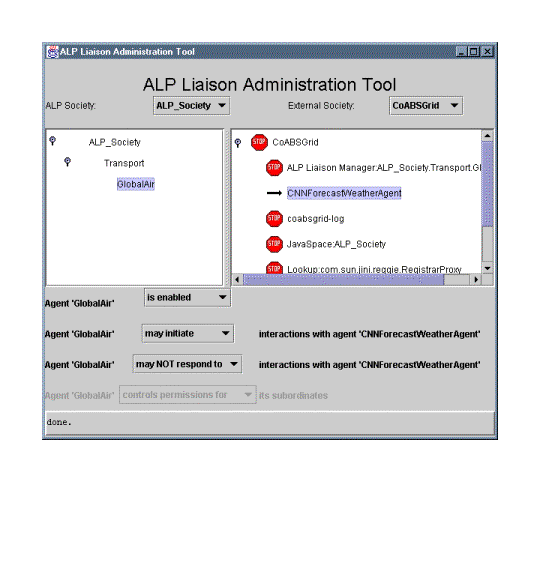 ALP Liaison Administration Tool
ALP Liaison Administration Tool
ALP Society: ALP_Society External Society: CoABSGrid
ALP_Society
Transport
GlobalAir
STOP CoABSGrid
STOP ALP Liaison Manager:ALP_Society.Transport.Gl
CNNForecastWeatherAgent
STOP coabsgrid-log
STOP JavaSpace:ALP_Society
STOP Lookup:com.sun.jini.reggie.RegistrarProxy
Agent 'GlobalAir' is enabled
Agent 'GlobalAir' may initiate interactions with agent 'CNNForecastWeatherAgent'
Agent 'GlobalAir' may NOT respond to interactions with agent 'CNNForecastWeatherAgent'
Agent 'GlobalAir' controls permissions for its subordinates
done.